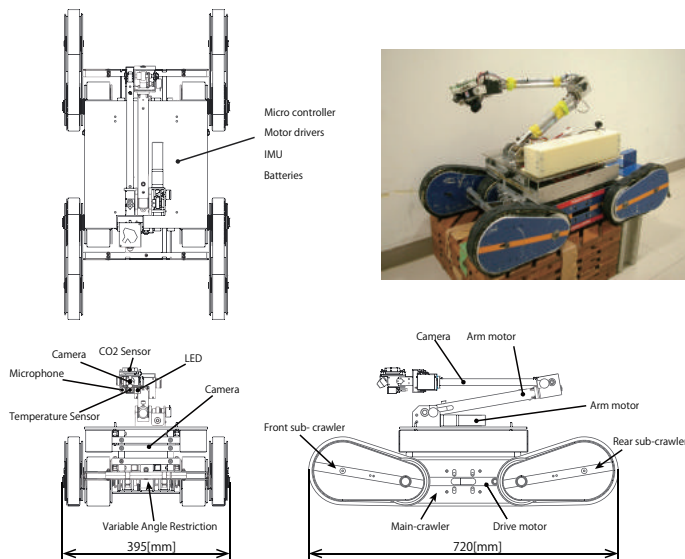 Micro controller
Motor drivers
IMU
Batteries
CO2 Sensor
Camera
LED
Microphone
Camera
Temperature Sensor
Variable Angle Restriction
395[mm]
Camera
Arm motor
Arm motor
Front sub- crawler
Rear sub-crawler
Main-crawler
Drive motor
720[mm]